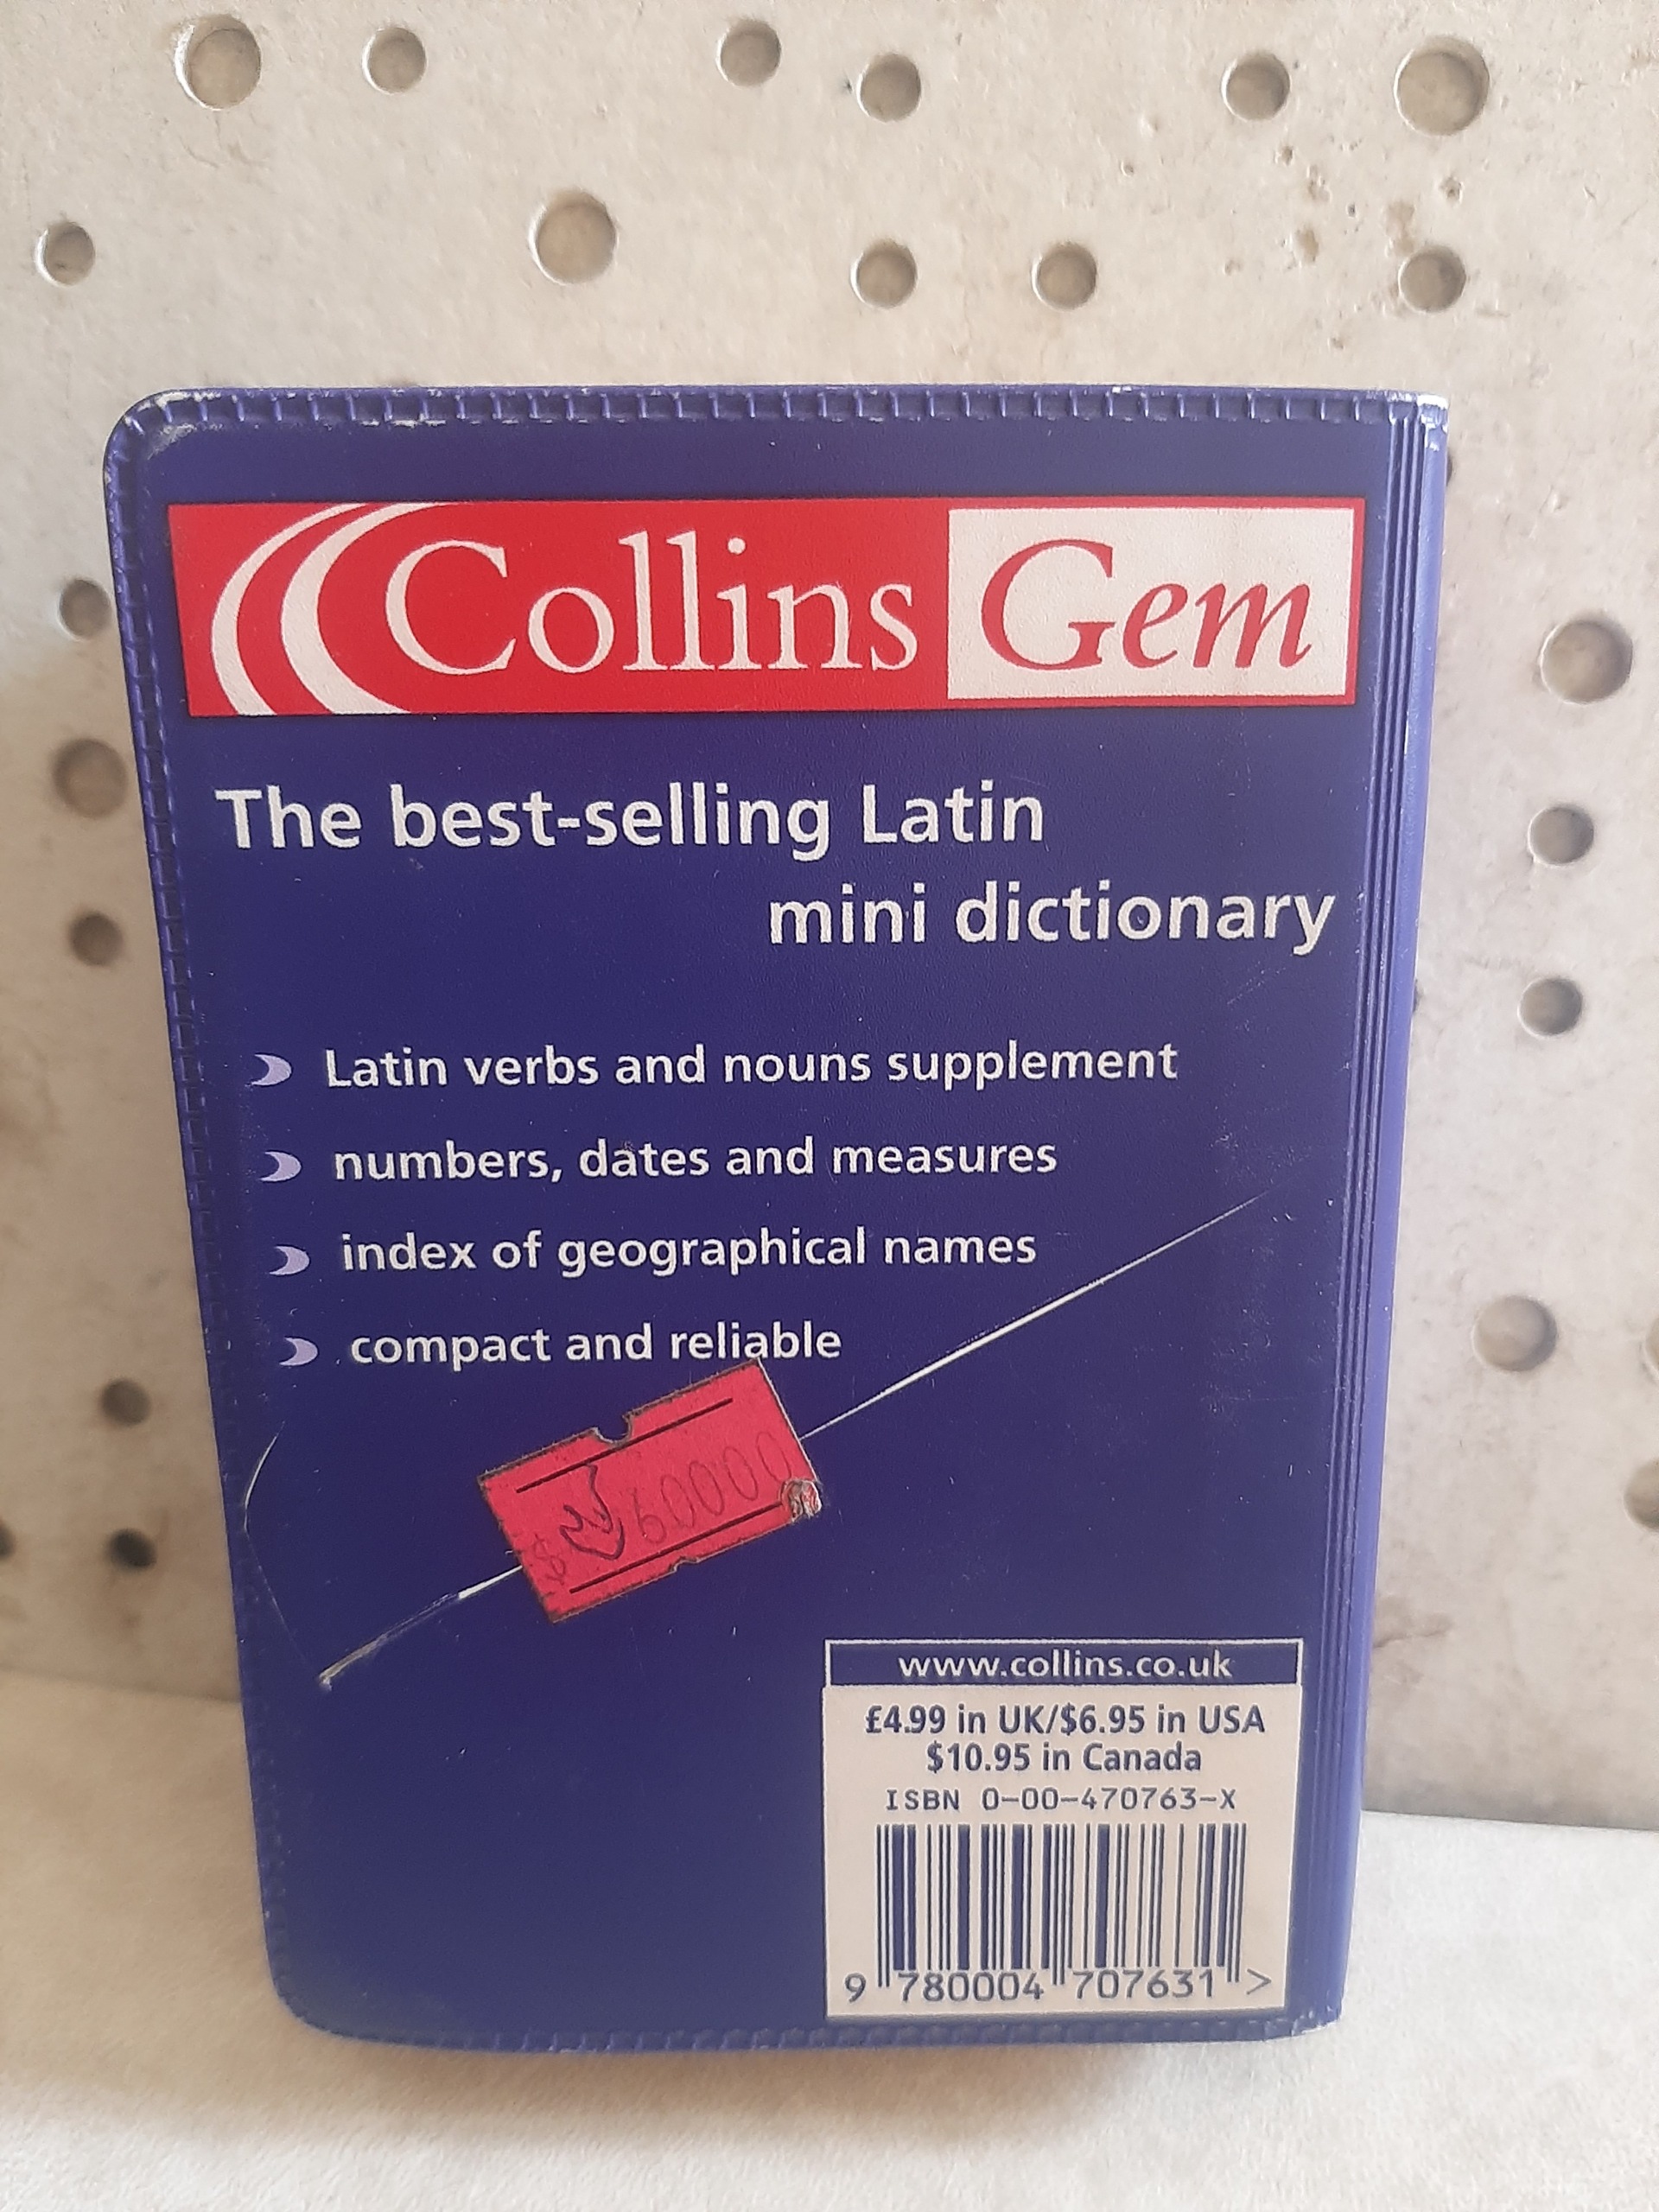 Collins Gem
The best-selling Latin
mini dictionary
Latin verbs and nouns supplement
numbers, dates and measures
index of geographical names
compact and reliable
$ 60000
www.collins.co.uk
£4.99 in UK/$6.95 in USA
$10.95 in Canada
ISBN 0-00-470763-X
9 780004 707631 >